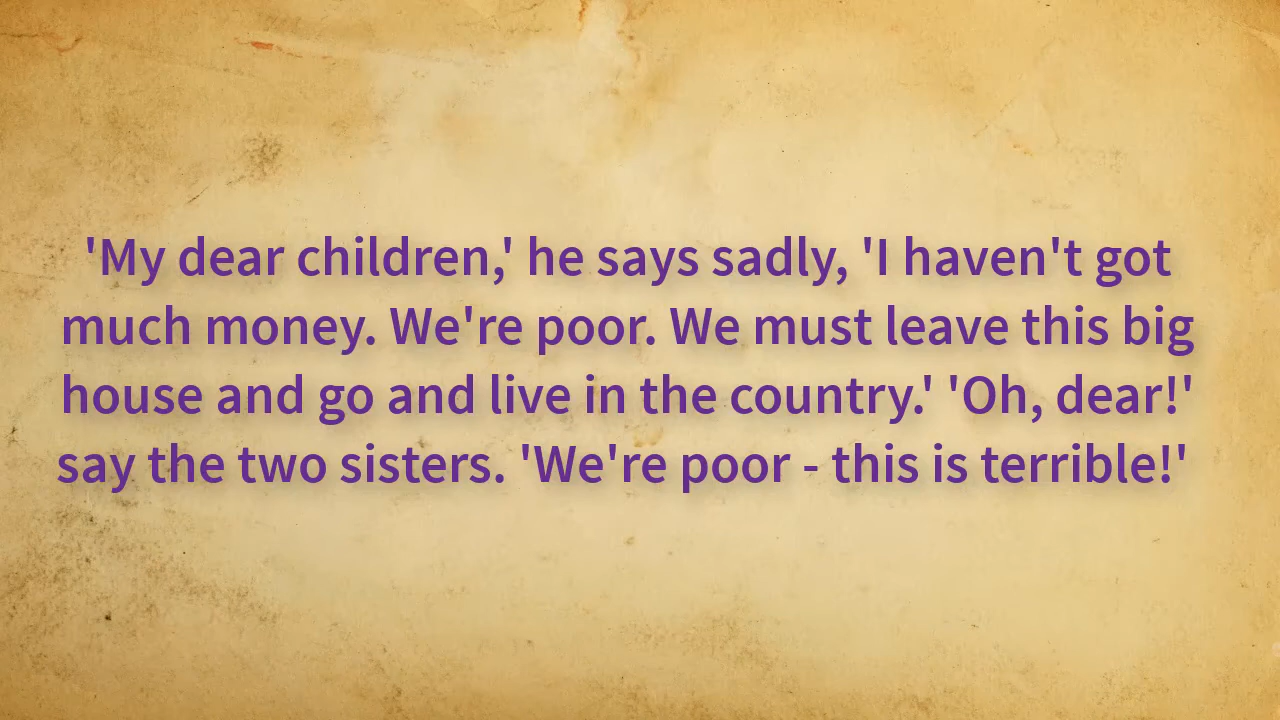 'My dear children,' he says sadly, 'I haven't got
much money. We're poor. We must leave this big
house and go and live in the country.' 'Oh, dear!'
say the two sisters. 'We're poor - this is terrible!'